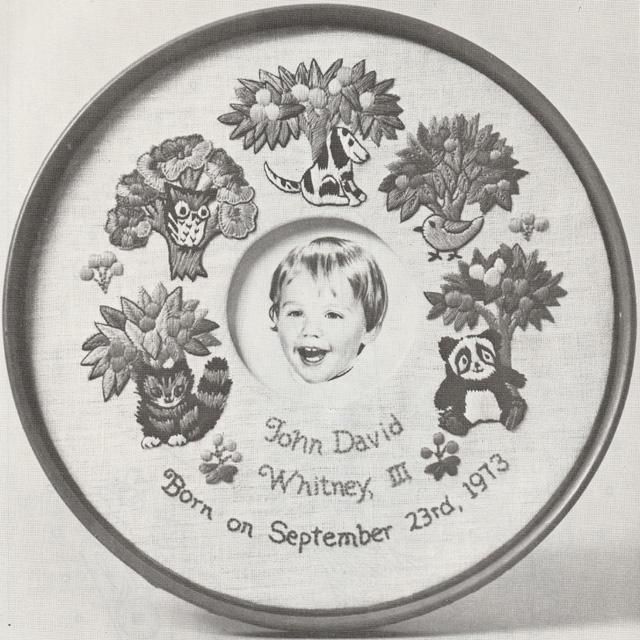 John David
Whitney, III
Born on September 23rd, 1973